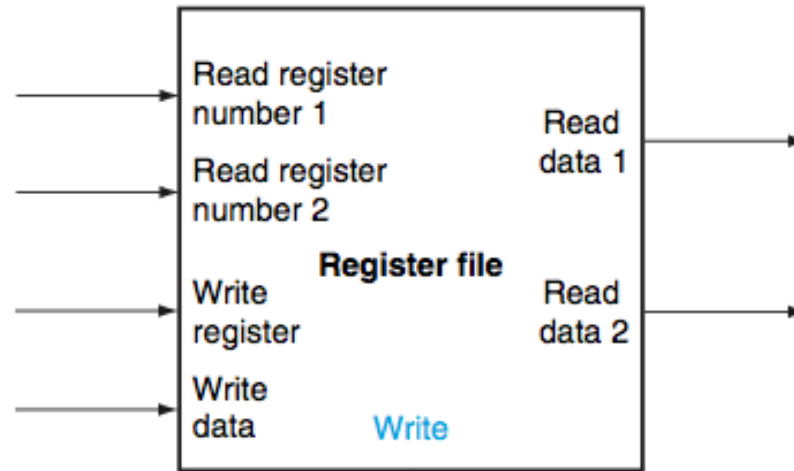 Read register
number 1
Read
data 1
Read register
number 2
Register file
Write
register
Read
data 2
Write
data
Write